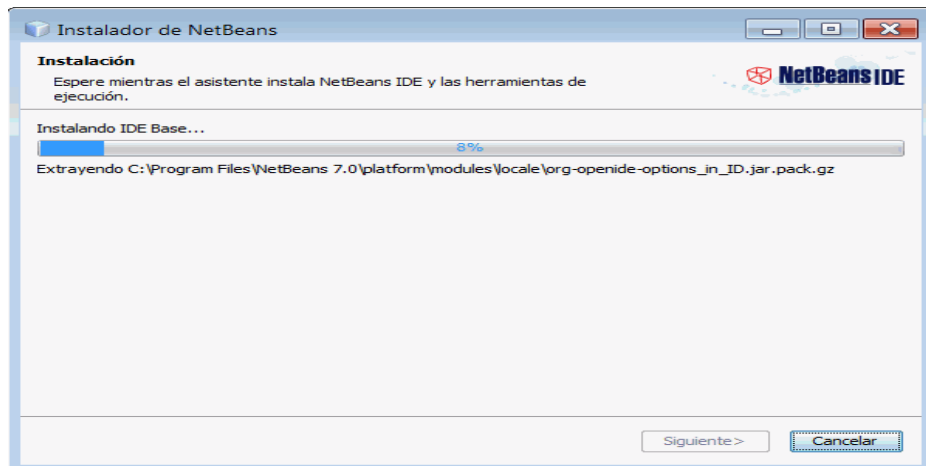 Instalador de NetBeans
Instalación
Espere mientras el asistente instala NetBeans IDE y las herramientas de
ejecución.
NetBeans IDE
Instalando IDE Base...
8%
Extrayendo C:\Program Files\NetBeans 7.0\platform\modules\locale\org-openide-options_in_ID.jar.pack.gz
Siguiente>
Cancelar